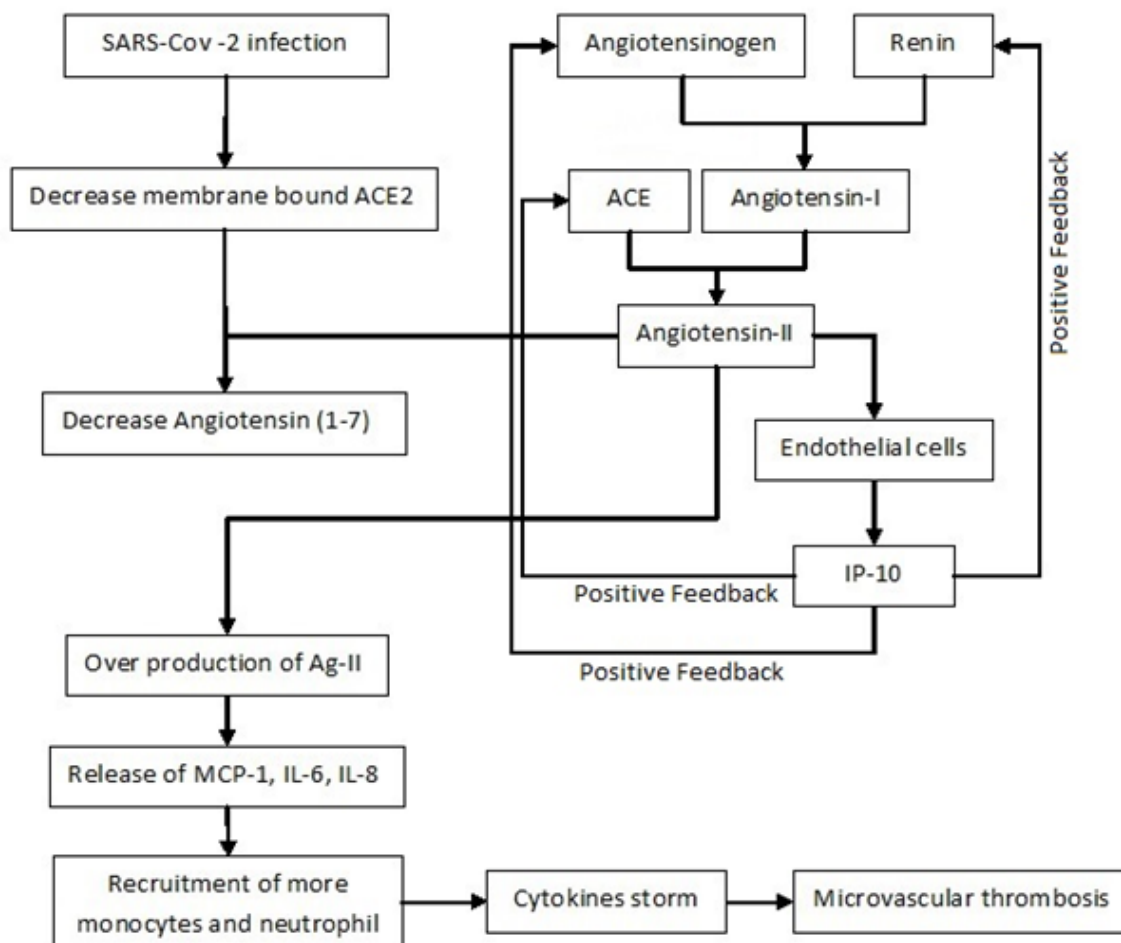 SARS-Cov -2 infection
Angiotensinogen
Renin
Decrease membrane bound ACE2
ACE
Angiotensin-I
Positive Feedback
Angiotensin-II
Decrease Angiotensin (1-7)
Endothelial cells
IP-10
Positive Feedback
Over production of Ag-II
Positive Feedback
Release of MCP-1, IL-6, IL-8
Recruitment of more
monocytes and neutrophil
Cytokines storm
Microvascular thrombosis